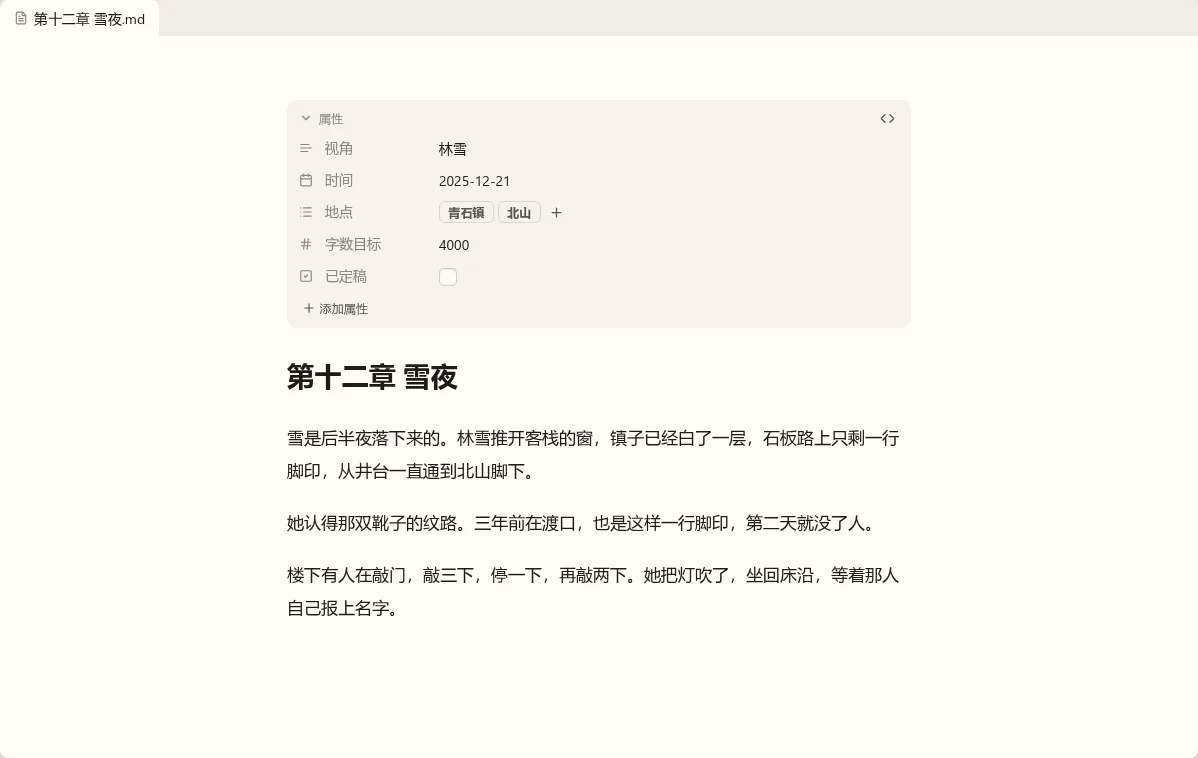 第十二章 雪夜.md
属性
视角 林雪
时间 2025-12-21
地点 青石镇 北山
字数目标 4000
已定稿
添加属性
第十二章 雪夜
雪是后半夜落下来的。林雪推开客栈的窗，镇子已经白了一层，石板路上只剩一行
脚印，从井台一直通到北山脚下。
她认得那双靴子的纹路。三年前在渡口，也是这样一行脚印，第二天就没了人。
楼下有人在敲门，敲三下，停一下，再敲两下。她把灯吹了，坐回床沿，等着那人
自己报上名字。